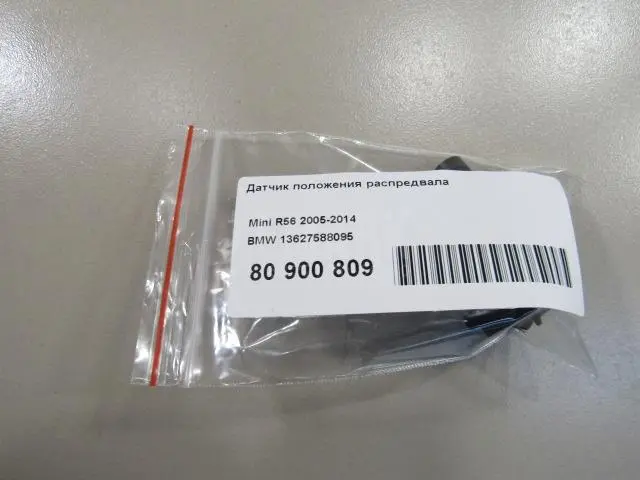 Датчик положения распредвала
Mini R56 2005-2014
BMW 13627588095
80 900 809